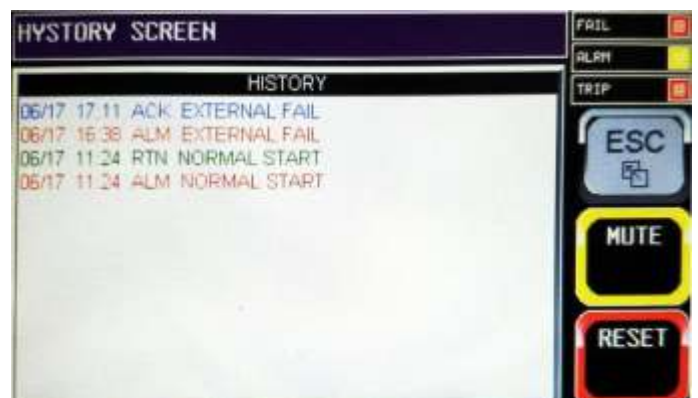 HYSTORY SCREEN
FAIL
ALRM
TRIP
HISTORY
06/17 17:11 ACK EXTERNAL FAIL
06/17 16:38 ALM EXTERNAL FAIL
06/17 11:24 RTN NORMAL START
06/17 11:24 ALM NORMAL START
ESC
MUTE
RESET